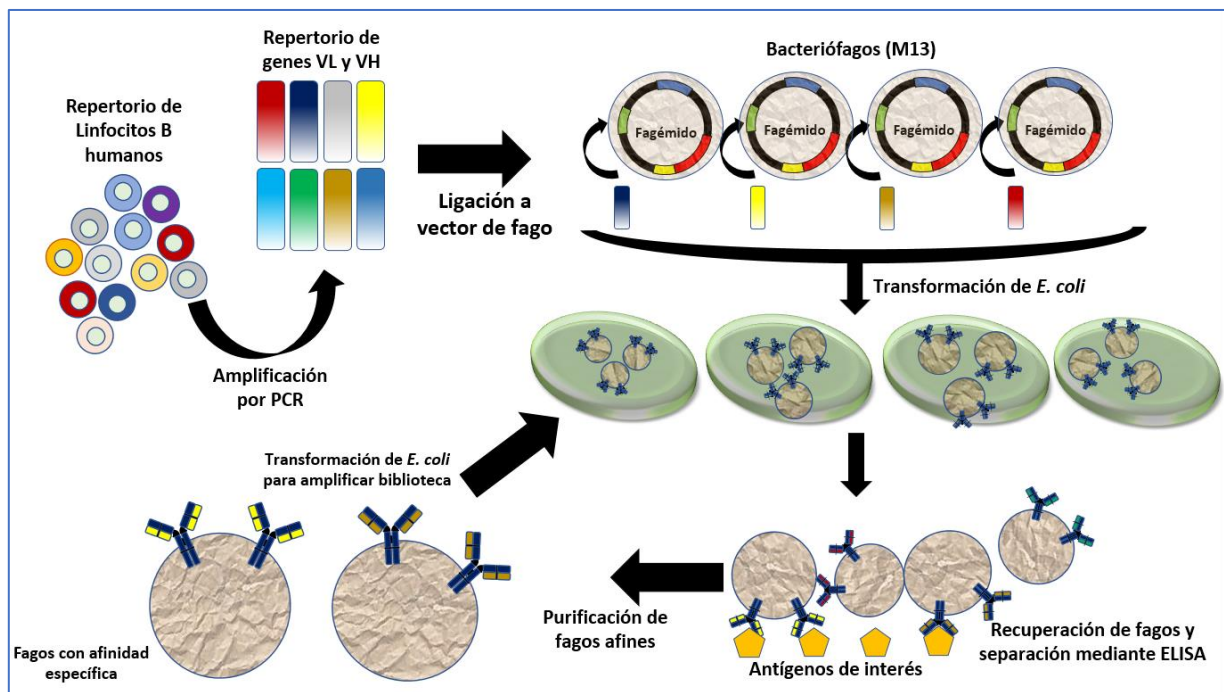 Repertorio de
Linfocitos B
humanos
Repertorio de
genes VL y VH
Amplificación
por PCR
Ligación a
vector de fago
Bacteriófagos (M13)
Fagémido
Fagémido
Fagémido
Fagémido
Transformación de E. coli
Transformación de E. coli
para amplificar biblioteca
Fagos con afinidad
específica
Purificación de
fagos afines
Antígenos de interés
Recuperación de fagos y
separación mediante ELISA